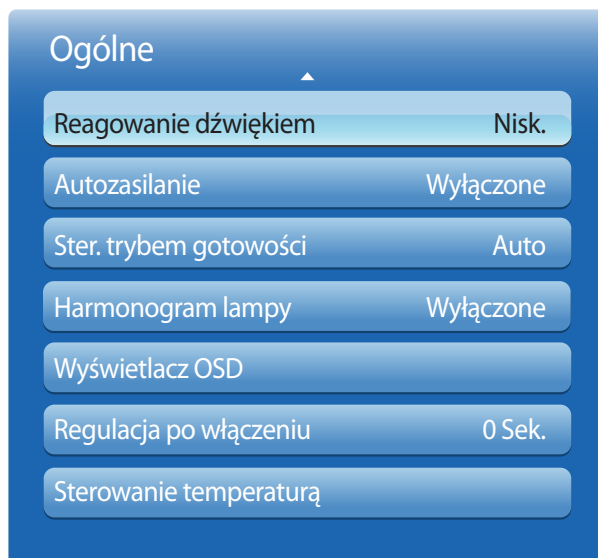 Ogólne
Reagowanie dźwiękiem Nisk.
Autozasilanie Wyłączone
Ster. trybem gotowości Auto
Harmonogram lampy Wyłączone
Wyświetlacz OSD
Regulacja po włączeniu 0 Sek.
Sterowanie temperaturą